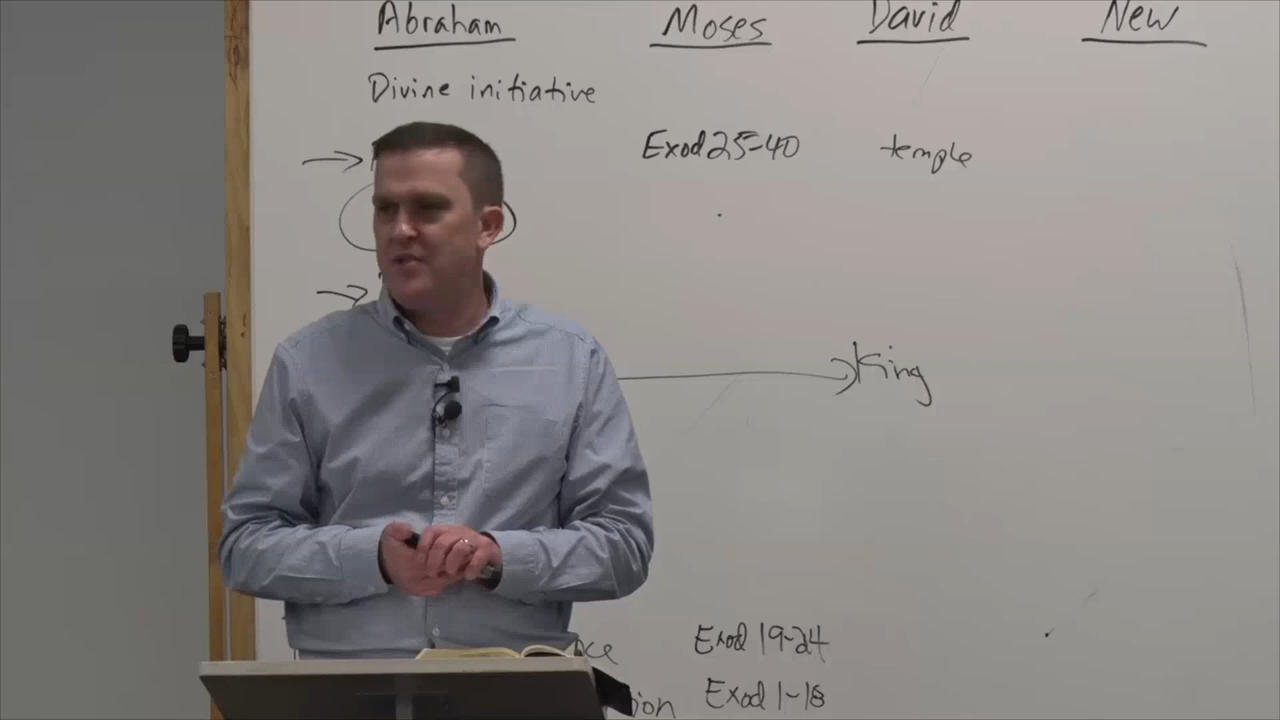 Abraham Moses David New
Divine initiative
Exod 25-40 temple
King
Exod 19-24
Exod 1-18